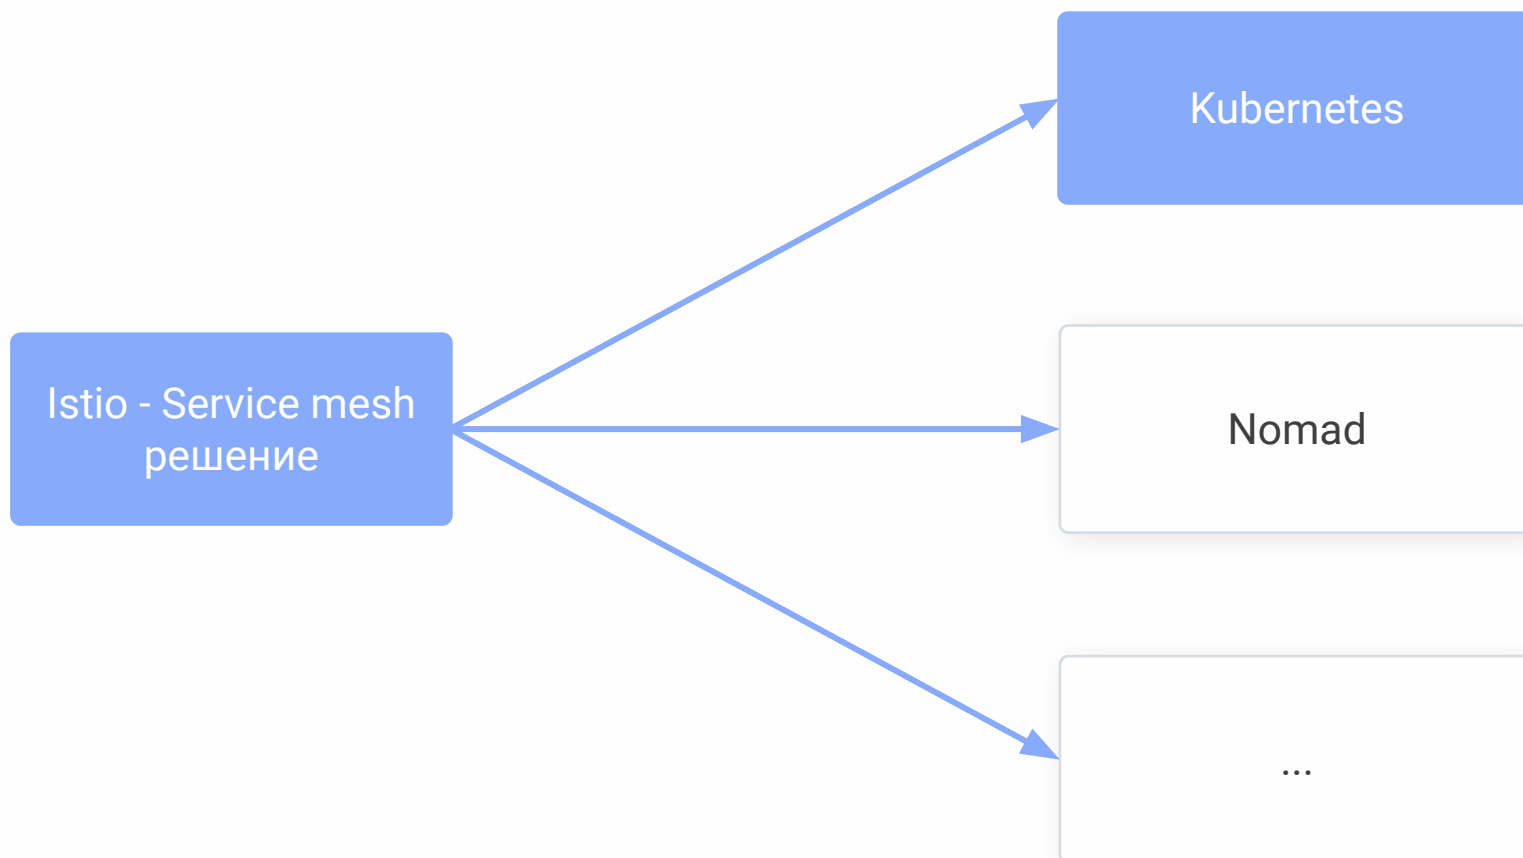 Kubernetes
Istio - Service mesh
решение
Nomad
...